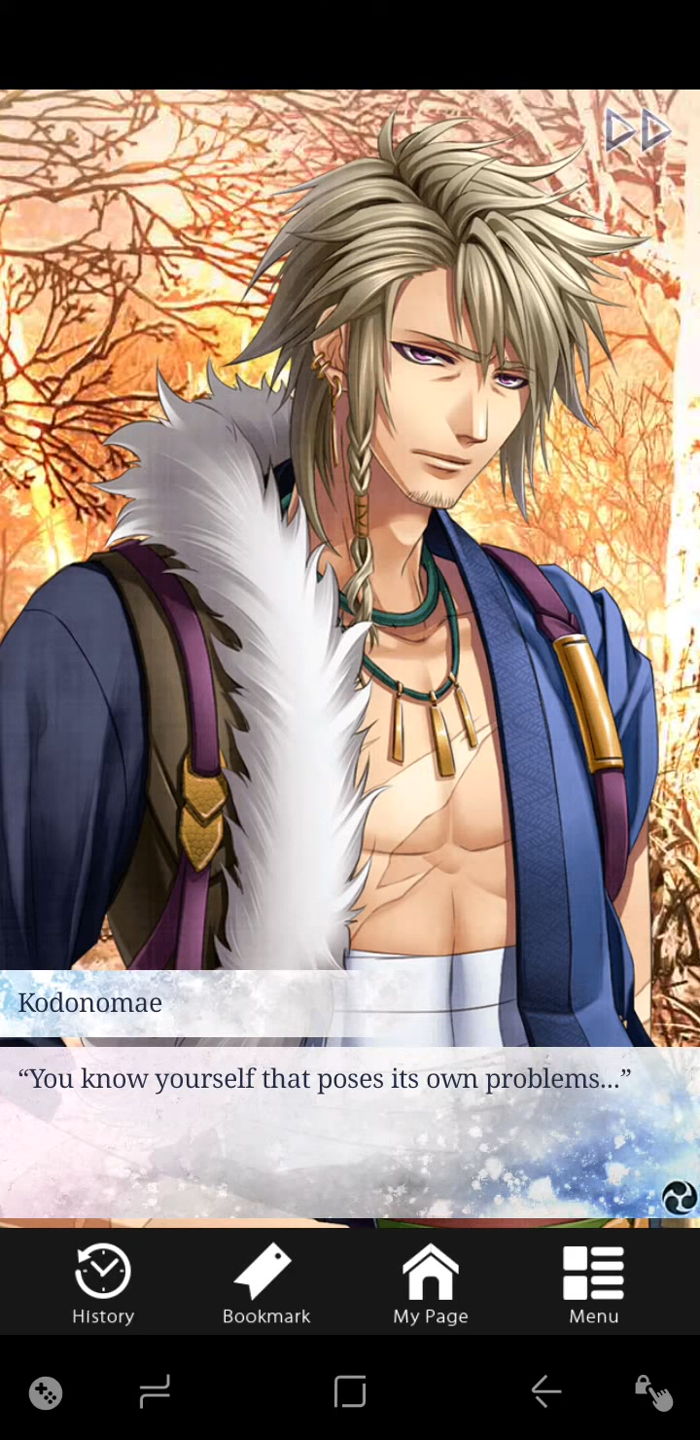 Kodonomae
“You know yourself that poses its own problems...”
History
Bookmark
My Page
Menu